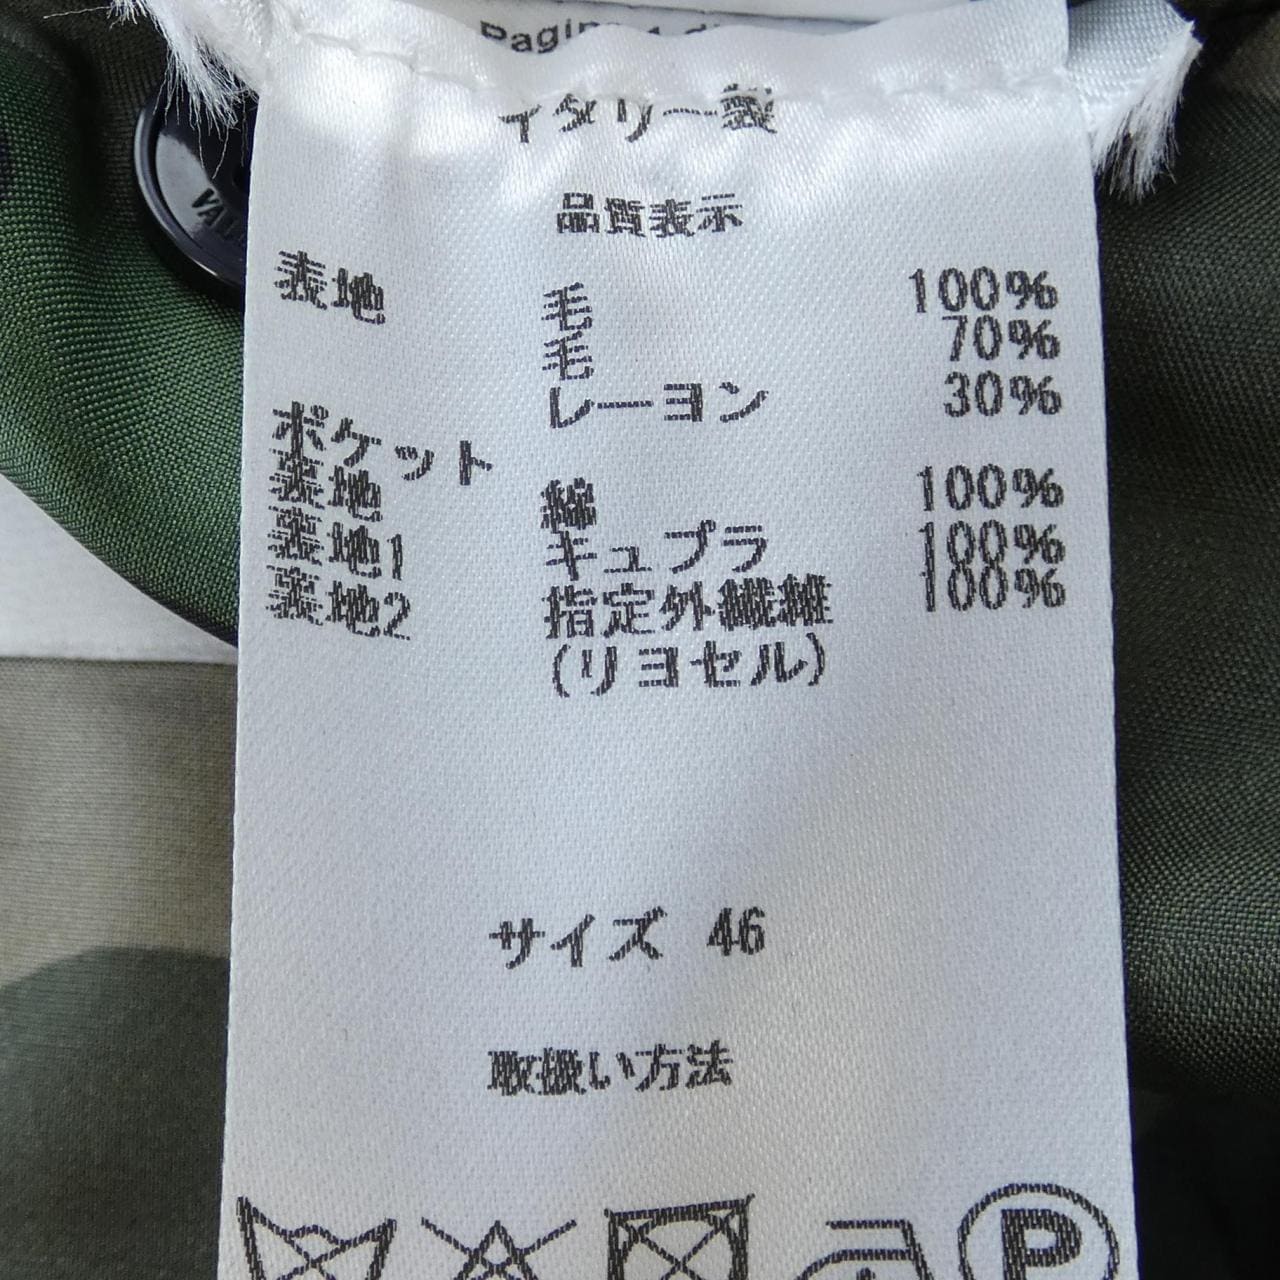 イタリー製
品質表示
表地 毛 100%
毛 70%
レーヨン 30%
ポケット
裏地 綿 100%
裏地1 キュプラ 100%
裏地2 指定外繊維 100%
(リヨセル)
サイズ 46
取扱い方法
P